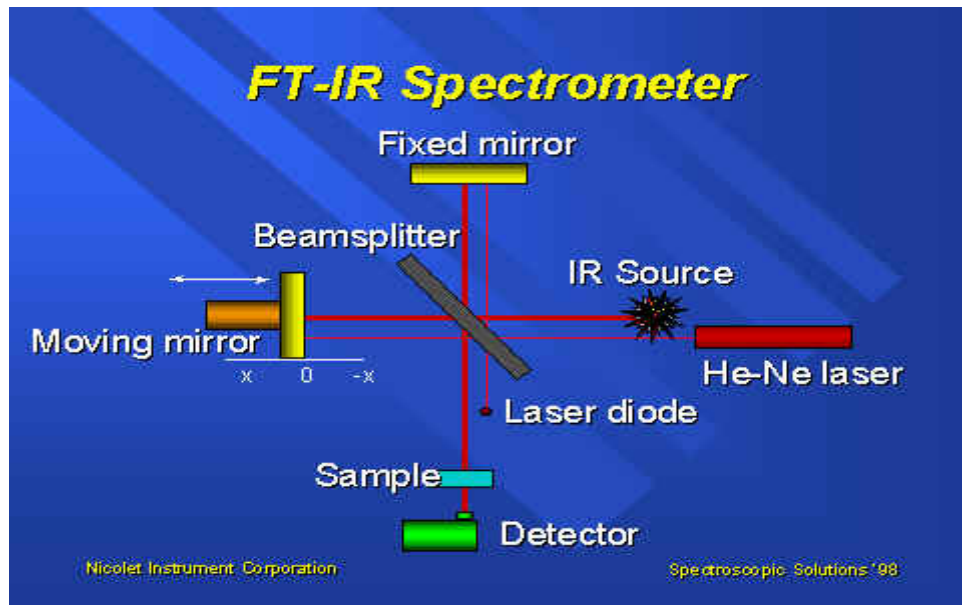 FT-IR Spectrometer
Fixed mirror
Beamsplitter
IR Source
Moving mirror
x 0 -x
He-Ne laser
Laser diode
Sample
Detector
Nicolet Instrument Corporation
Spectroscopic Solutions '98